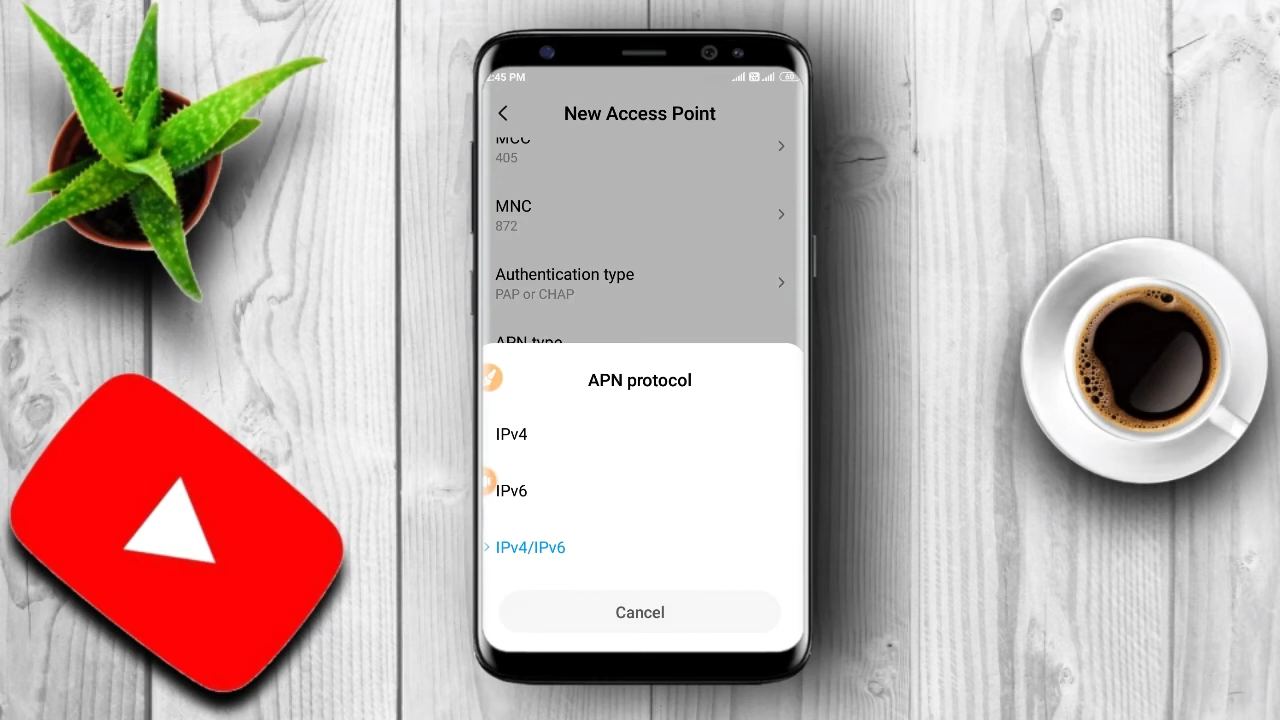 :45 PM
60
New Access Point
MCC
405
MNC
872
Authentication type
PAP or CHAP
APN type
APN protocol
IPv4
IPv6
IPv4/IPv6
Cancel